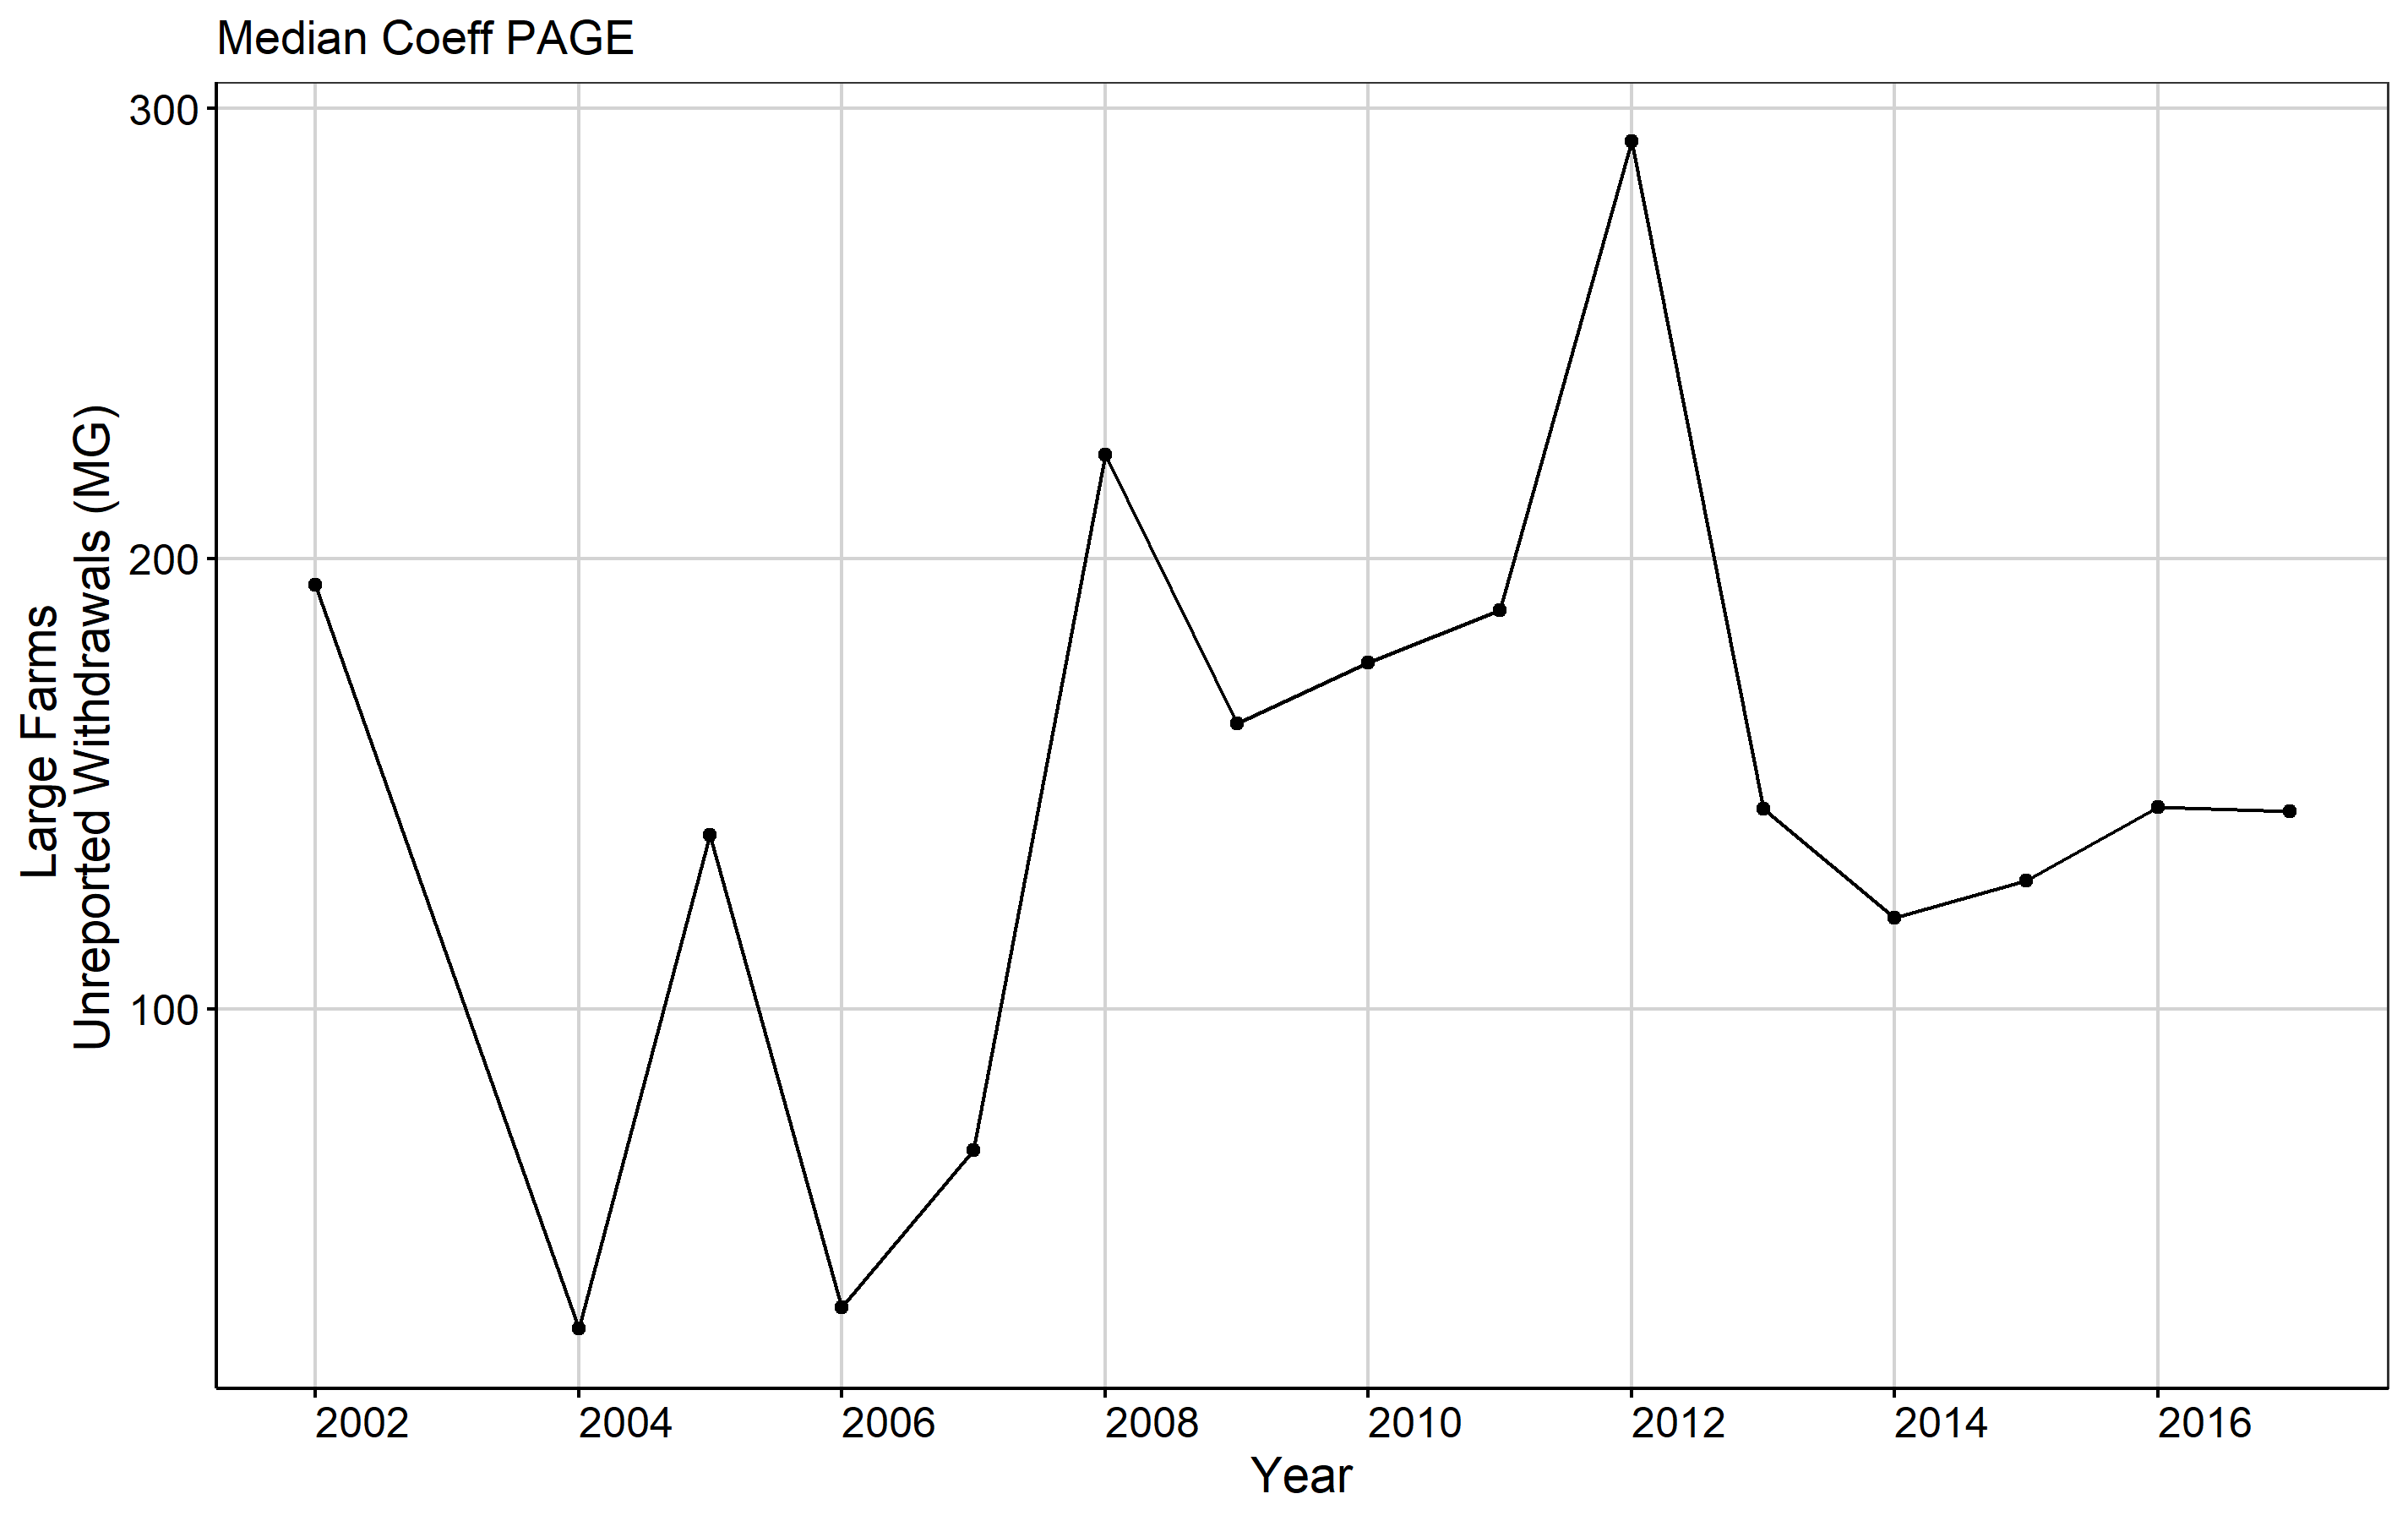 Median Coeff PAGE
Large Farms
Unreported Withdrawals (MG)
300
200
100
2002 2004 2006 2008 2010 2012 2014 2016
Year